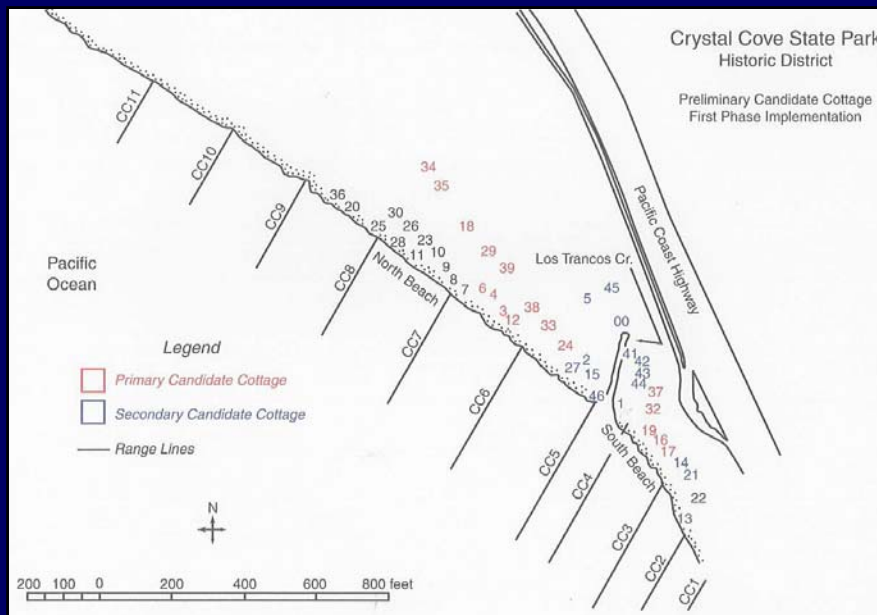 Crystal Cove State Park
Historic District
Preliminary Candidate Cottage
First Phase Implementation
CC11
CC10
CC9
CC8
CC7
CC6
CC5
CC4
CC3
CC2
CC1
Pacific Coast Highway
Los Trancos Cr.
North Beach
South Beach
Pacific
Ocean
34
35
36
20
30
18
25
26
28
23
29
11
10
39
9
8
7
6
4
45
5
3
12
38
33
00
24
41
2
42
27
15
43
44
37
46
1
32
19
16
17
14
21
22
13
Legend
Primary Candidate Cottage
Secondary Candidate Cottage
Range Lines
N
200 100 0 200 400 600 800 feet